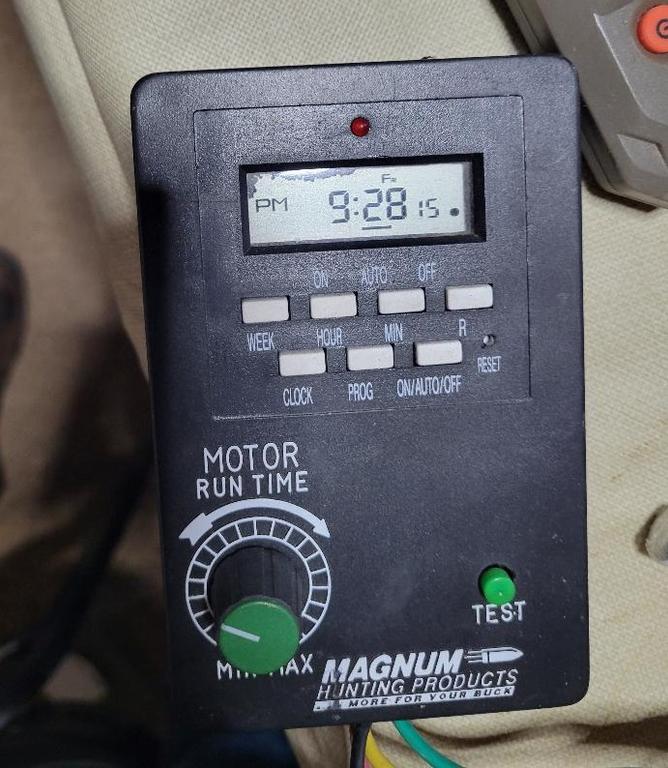 Fr
PM 9:28 15
ON AUTO OFF
WEEK HOUR MIN R
RESET
CLOCK PROG ON/AUTO/OFF
MOTOR
RUN TIME
TEST
MIN MAX
MAGNUM
HUNTING PRODUCTS
... MORE FOR YOUR BUCK
G